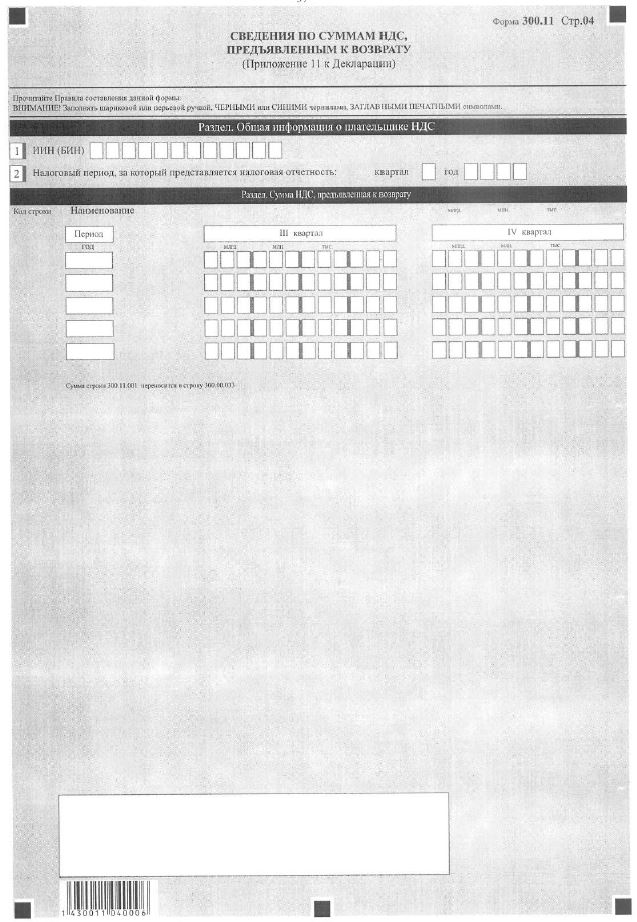 Форма 300.11 Стр.04
СВЕДЕНИЯ ПО СУММАМ НДС,
ПРЕДЪЯВЛЕННЫМ К ВОЗВРАТУ
(Приложение 11 к Декларации)
Прочитайте Правила составления данной формы.
ВНИМАНИЕ! Заполнять шариковой или перьевой ручкой, ЧЕРНЫМИ или СИНИМИ чернилами, ЗАГЛАВНЫМИ ПЕЧАТНЫМИ символами.
Раздел. Общая информация о плательщике НДС
1 ИИН (БИН)
2 Налоговый период, за который представляется налоговая отчетность: квартал год
Раздел. Сумма НДС, предъявленная к возврату
Код строки Наименование млрд. млн. тыс.
Период III квартал IV квартал
год млрд. млн. тыс. млрд. млн. тыс.
Сумма строки 300.11.001 переносится в строку 300.00.033
1 430011 040006